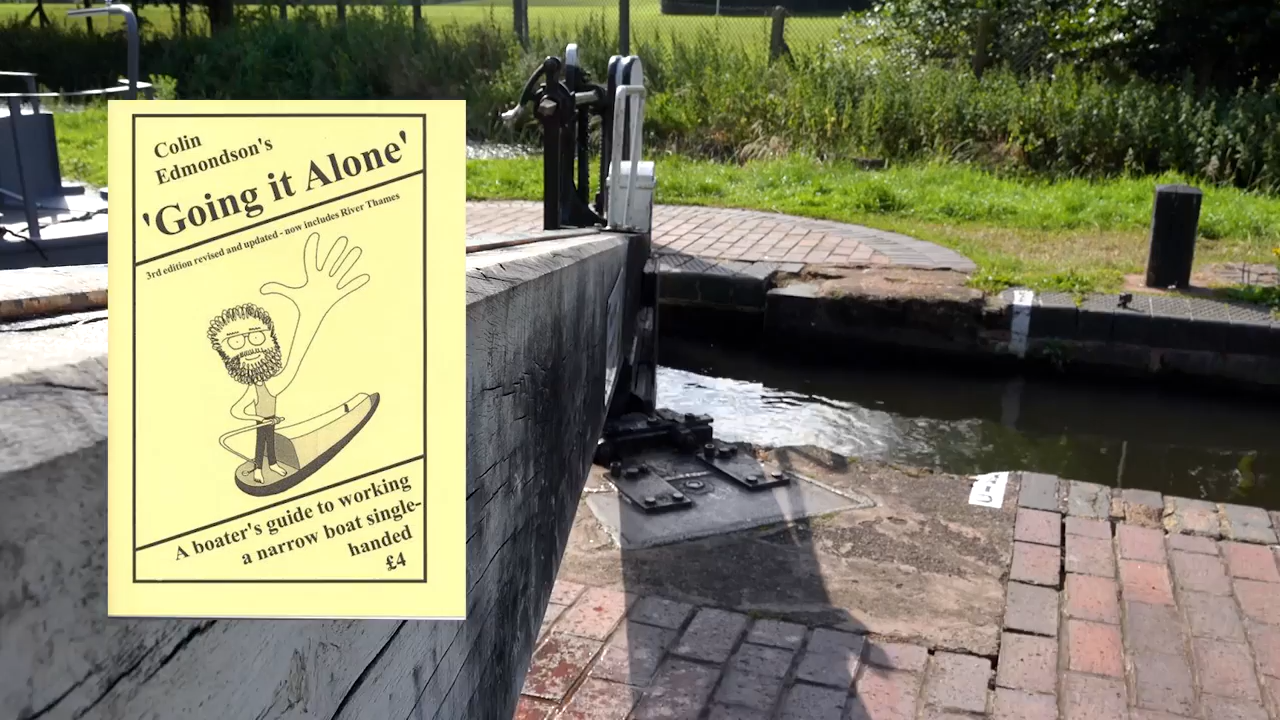 Colin
Edmondson's
'Going it Alone'
3rd edition revised and updated - now includes River Thames
A boater's guide to working
a narrow boat single-
handed
£4